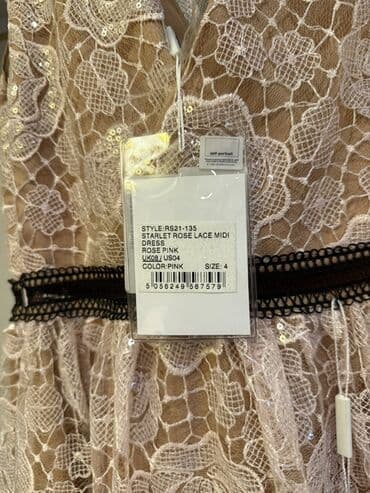 self-portrait
STYLE:RS21-135
STARLET ROSE LACE MIDI
DRESS
ROSE PINK
UK08 / US04
COLOR:PINK SIZE: 4
5 056249 567579